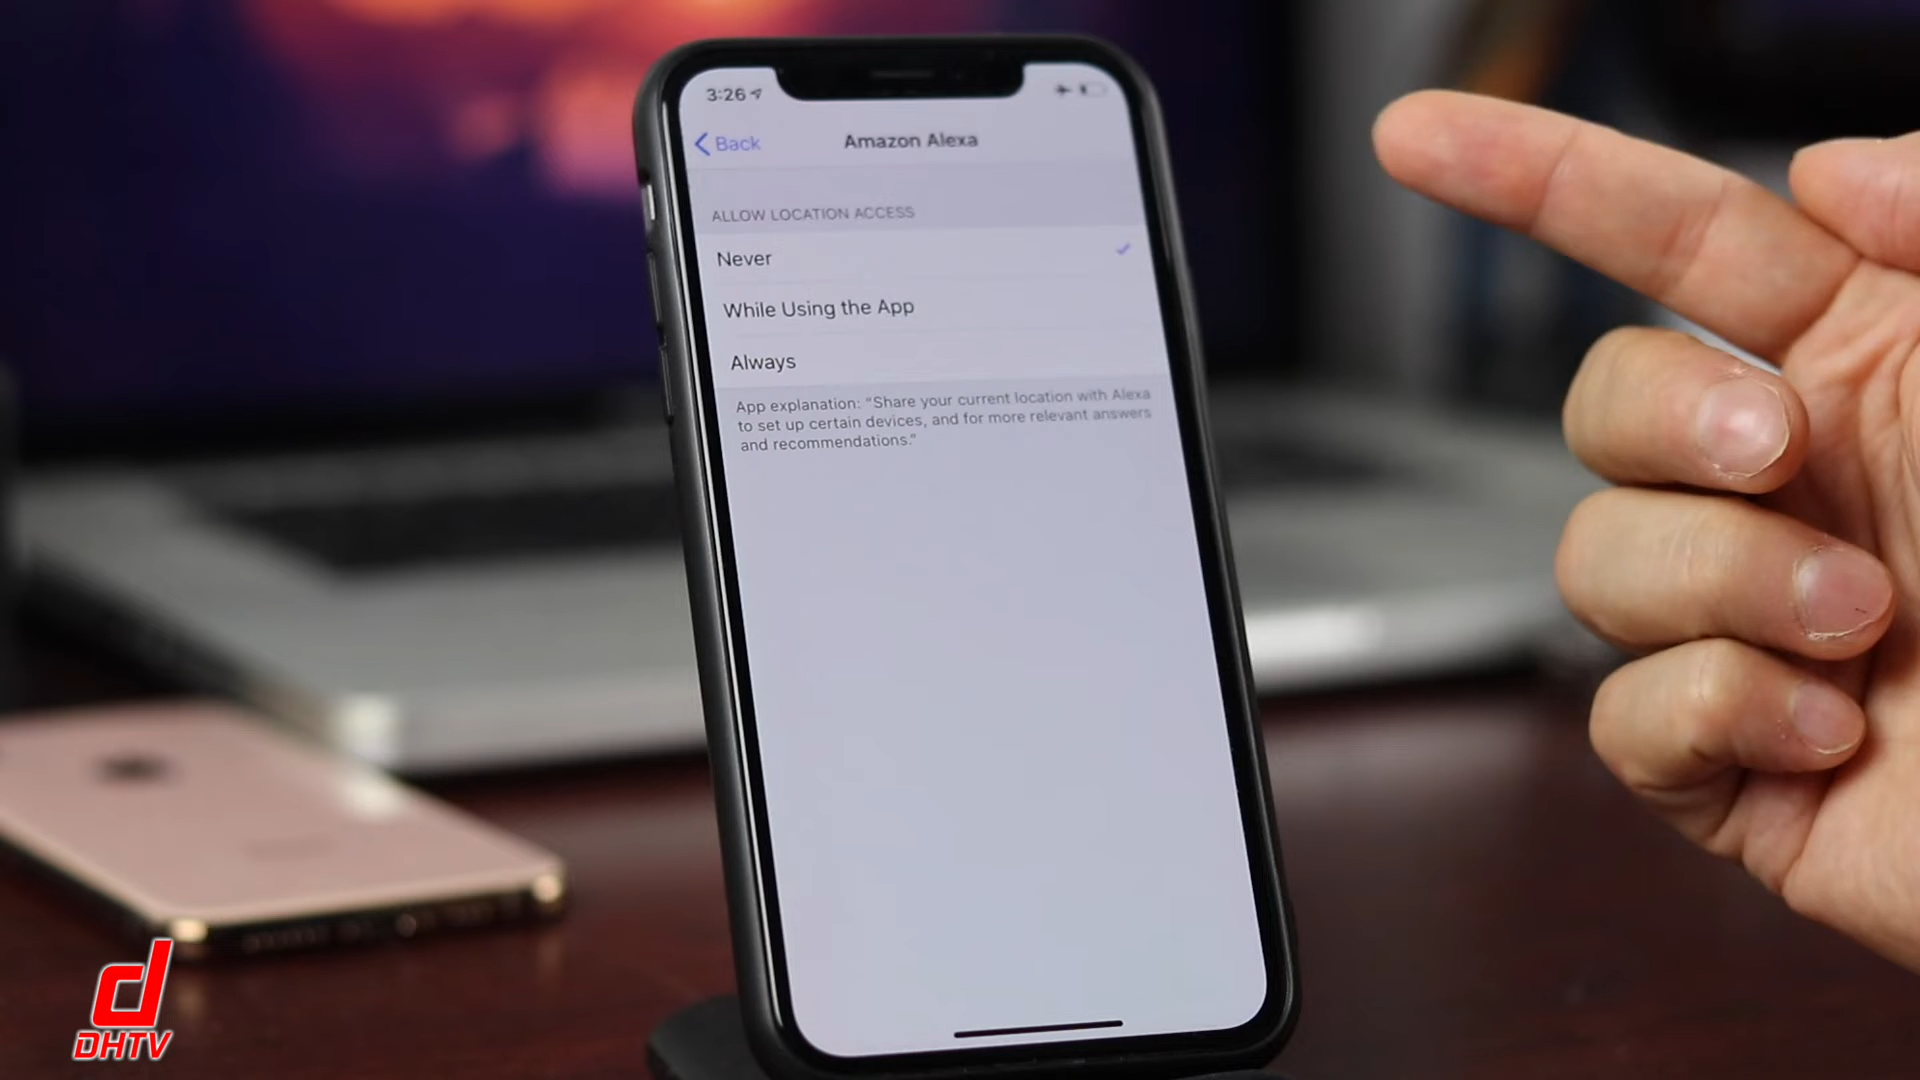 3:26
Back
Amazon Alexa
ALLOW LOCATION ACCESS
Never
While Using the App
Always
App explanation: “Share your current location with Alexa
to set up certain devices, and for more relevant answers
and recommendations.”
d
DHTV